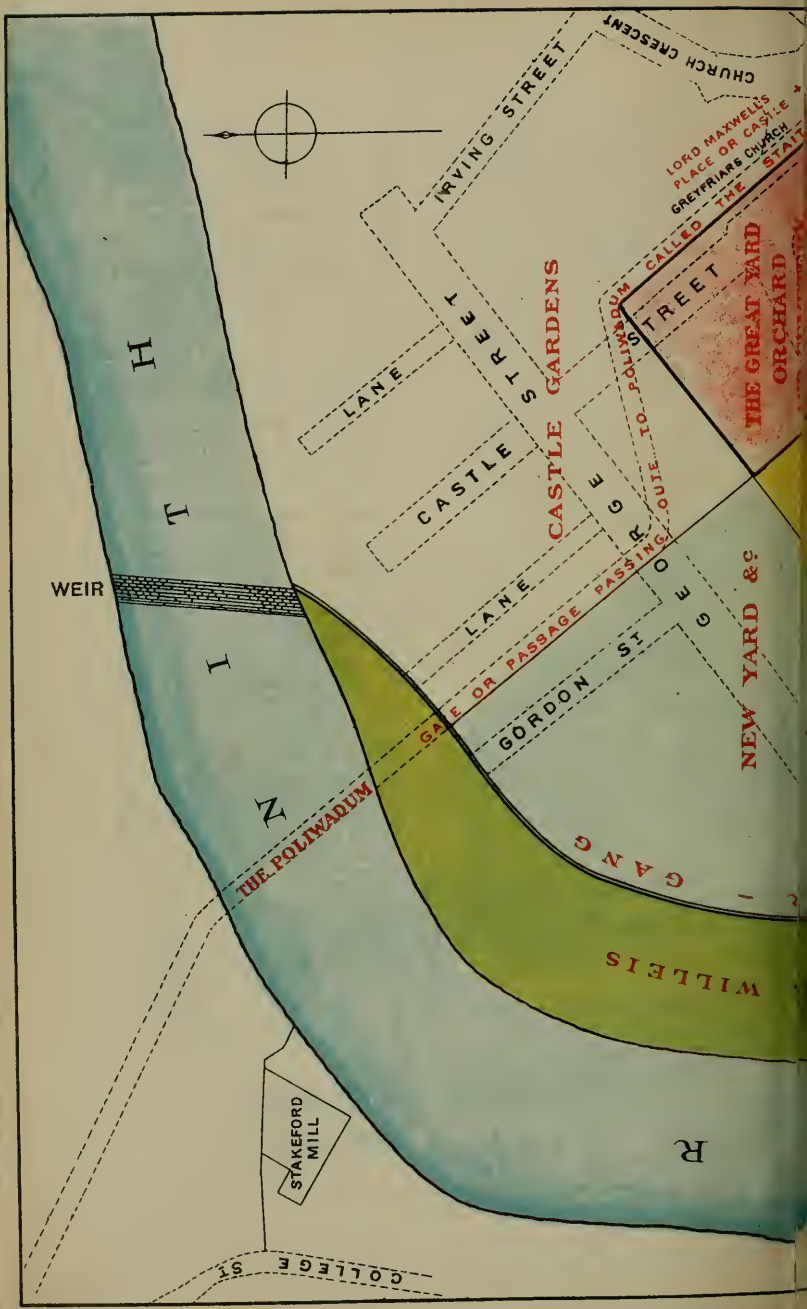 CHURCH CRESCENT
IRVING STREET
LORD MAXWELL'S
PLACE OR CASTLE +
GREYFRIARS CHURCH
POLIWADUM CALLED THE
STREET
THE GREAT YARD
ORCHARD
H T I N
R
LANE
GEORGE STREET
CASTLE
CASTLE GARDENS
WEIR
LANE
GATE OR PASSAGE PASSING OUTE TO
GORDON ST
GE
NEW YARD &c
THE POLIWADUM
R - GANG
WILLEIS
STAKEFORD
MILL
COLLEGE ST